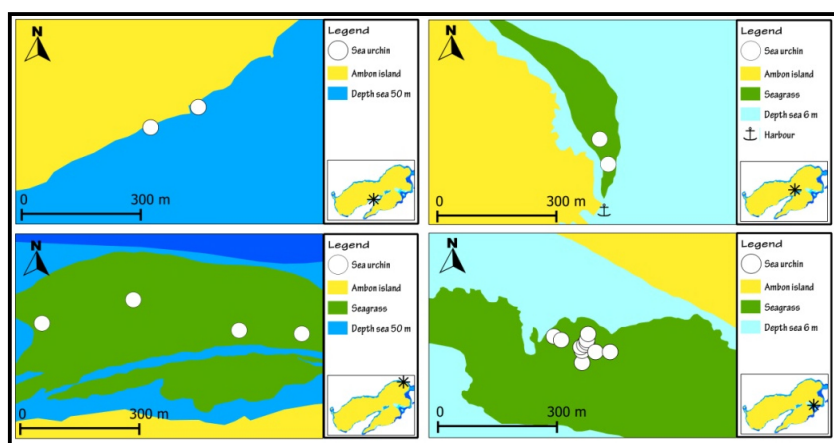 N
Legend
Sea urchin
Ambon island
Depth sea 50 m
0 300 m
N
Legend
Sea urchin
Ambon island
Seagrass
Depth sea 6 m
Harbour
0 300 m
N
Legend
Sea urchin
Ambon island
Seagrass
Depth sea 50 m
0 300 m
N
Legend
Sea urchin
Ambon island
Seagrass
Depth sea 6 m
0 300 m